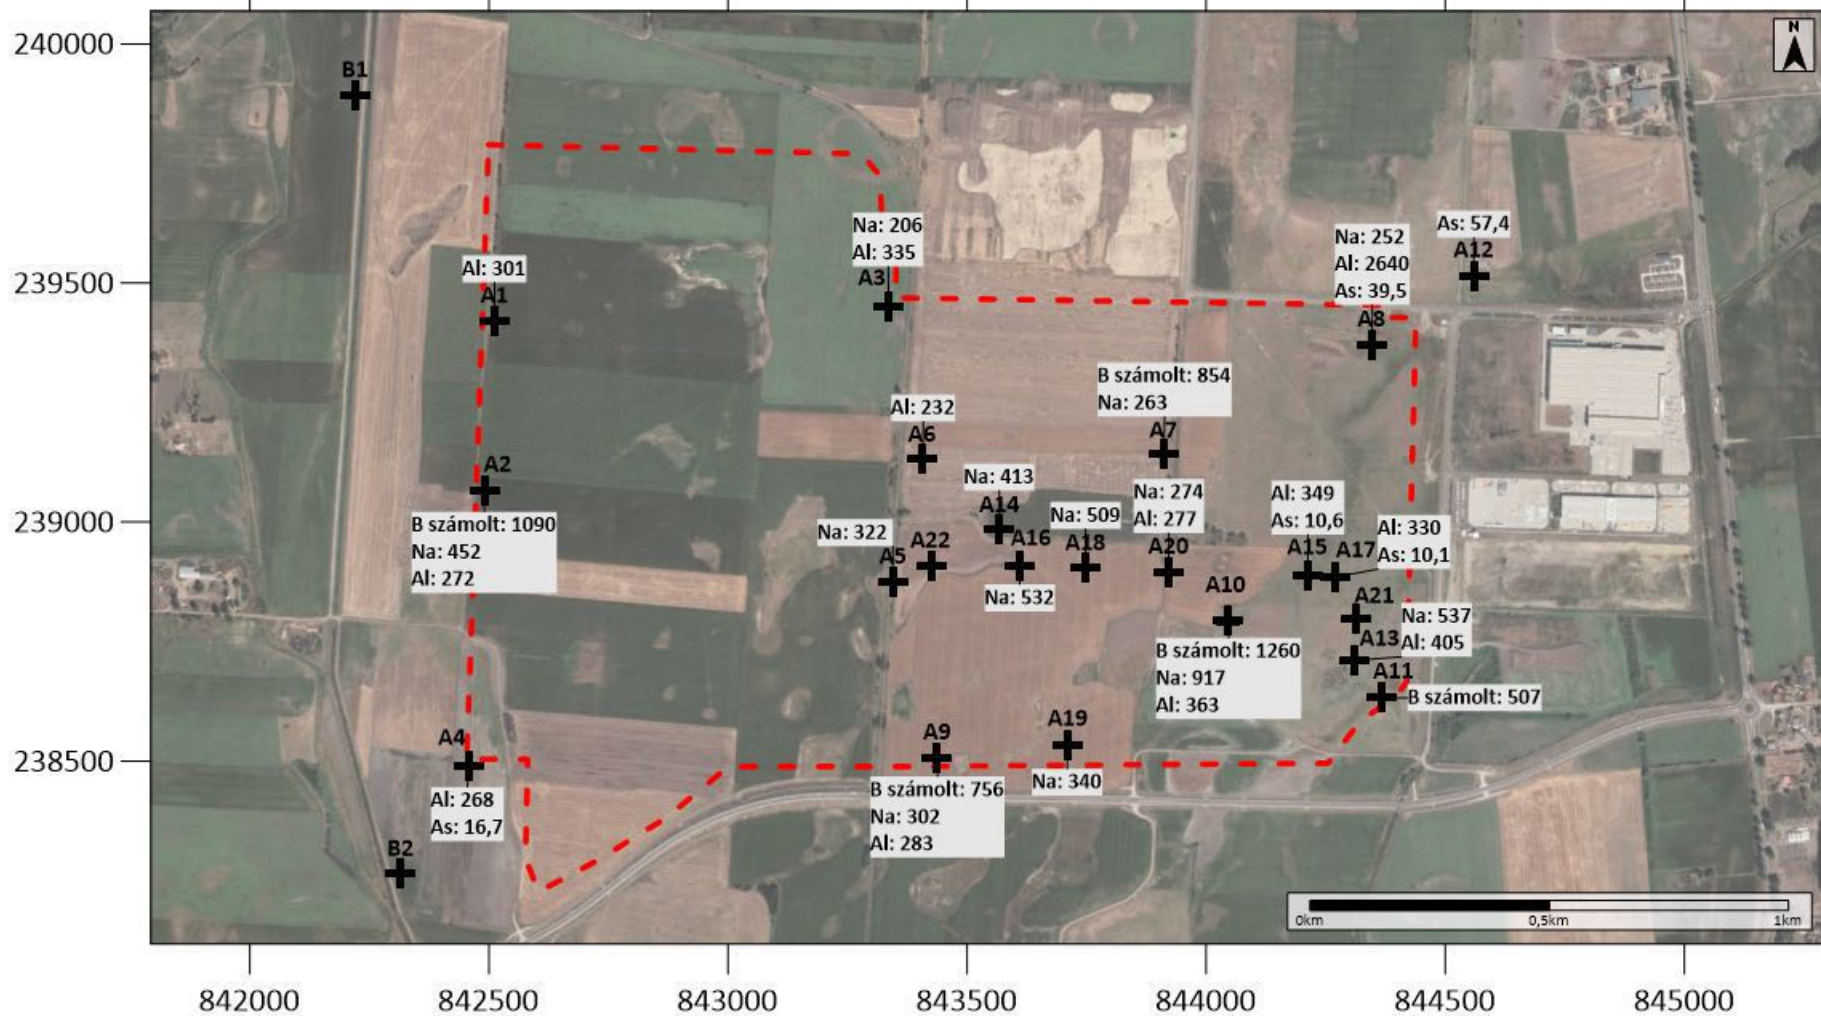 N
240000
B1
Na: 206
Al: 335
A3
As: 57,4
A12
Na: 252
Al: 2640
As: 39,5
A8
239500
Al: 301
A1
B számolt: 854
Na: 263
A7
Al: 232
A6
A2
B számolt: 1090
Na: 452
Al: 272
239000
Na: 413
A14
Na: 322
A5
A22
A16
Na: 532
Na: 509
A18
Na: 274
Al: 277
A20
Al: 349
As: 10,6
A15
A17
Al: 330
As: 10,1
A10
B számolt: 1260
Na: 917
Al: 363
A21
Na: 537
Al: 405
A13
A11
B számolt: 507
238500
A4
Al: 268
As: 16,7
B2
A9
B számolt: 756
Na: 302
Al: 283
A19
Na: 340
0km 0,5km 1km
842000 842500 843000 843500 844000 844500 845000